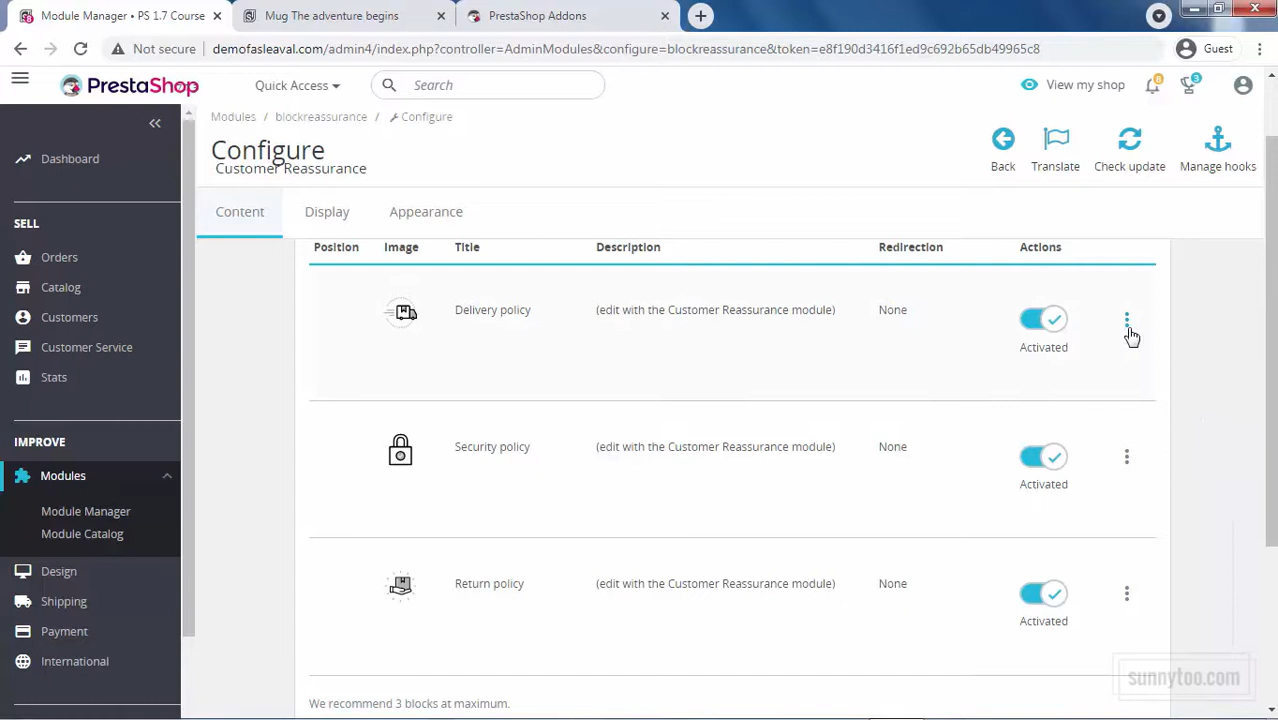 Module Manager • PS 1.7 Course
Mug The adventure begins
PrestaShop Addons
Not secure
demofasleaval.com/admin4/index.php?controller=AdminModules&configure=blockreassurance&token=e8f190d3416f1ed9c692b65db49965c8
Guest
PrestaShop
Quick Access
Search
View my shop
8
3
Modules / blockreassurance / Configure
Configure
Customer Reassurance
Back
Translate
Check update
Manage hooks
Content
Display
Appearance
Dashboard
SELL
Orders
Catalog
Customers
Customer Service
Stats
IMPROVE
Modules
Module Manager
Module Catalog
Design
Shipping
Payment
International
Position Image Title Description Redirection Actions
Delivery policy (edit with the Customer Reassurance module) None
Activated
Security policy (edit with the Customer Reassurance module) None
Activated
Return policy (edit with the Customer Reassurance module) None
Activated
We recommend 3 blocks at maximum.
sunnytoo.com